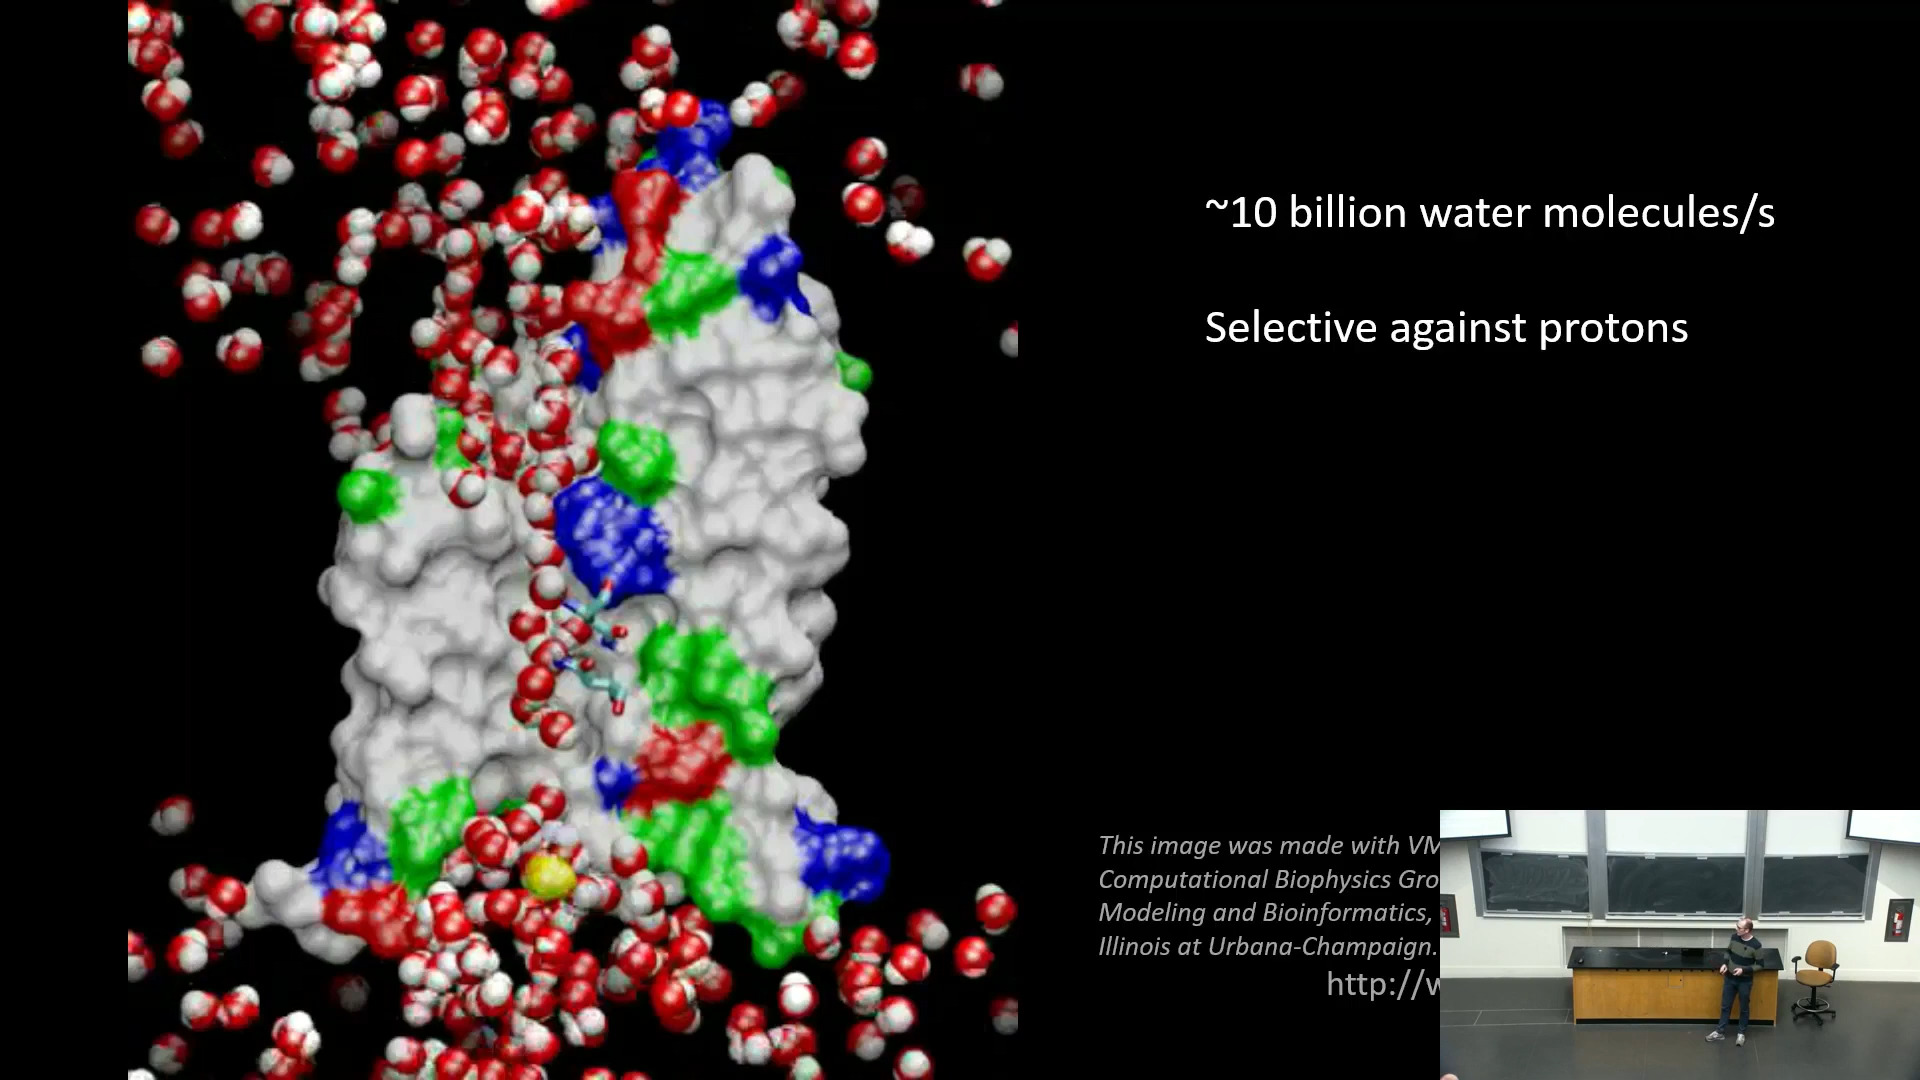 ~10 billion water molecules/s
Selective against protons
This image was made with VM
Computational Biophysics Gro
Modeling and Bioinformatics,
Illinois at Urbana-Champaign.
http://w